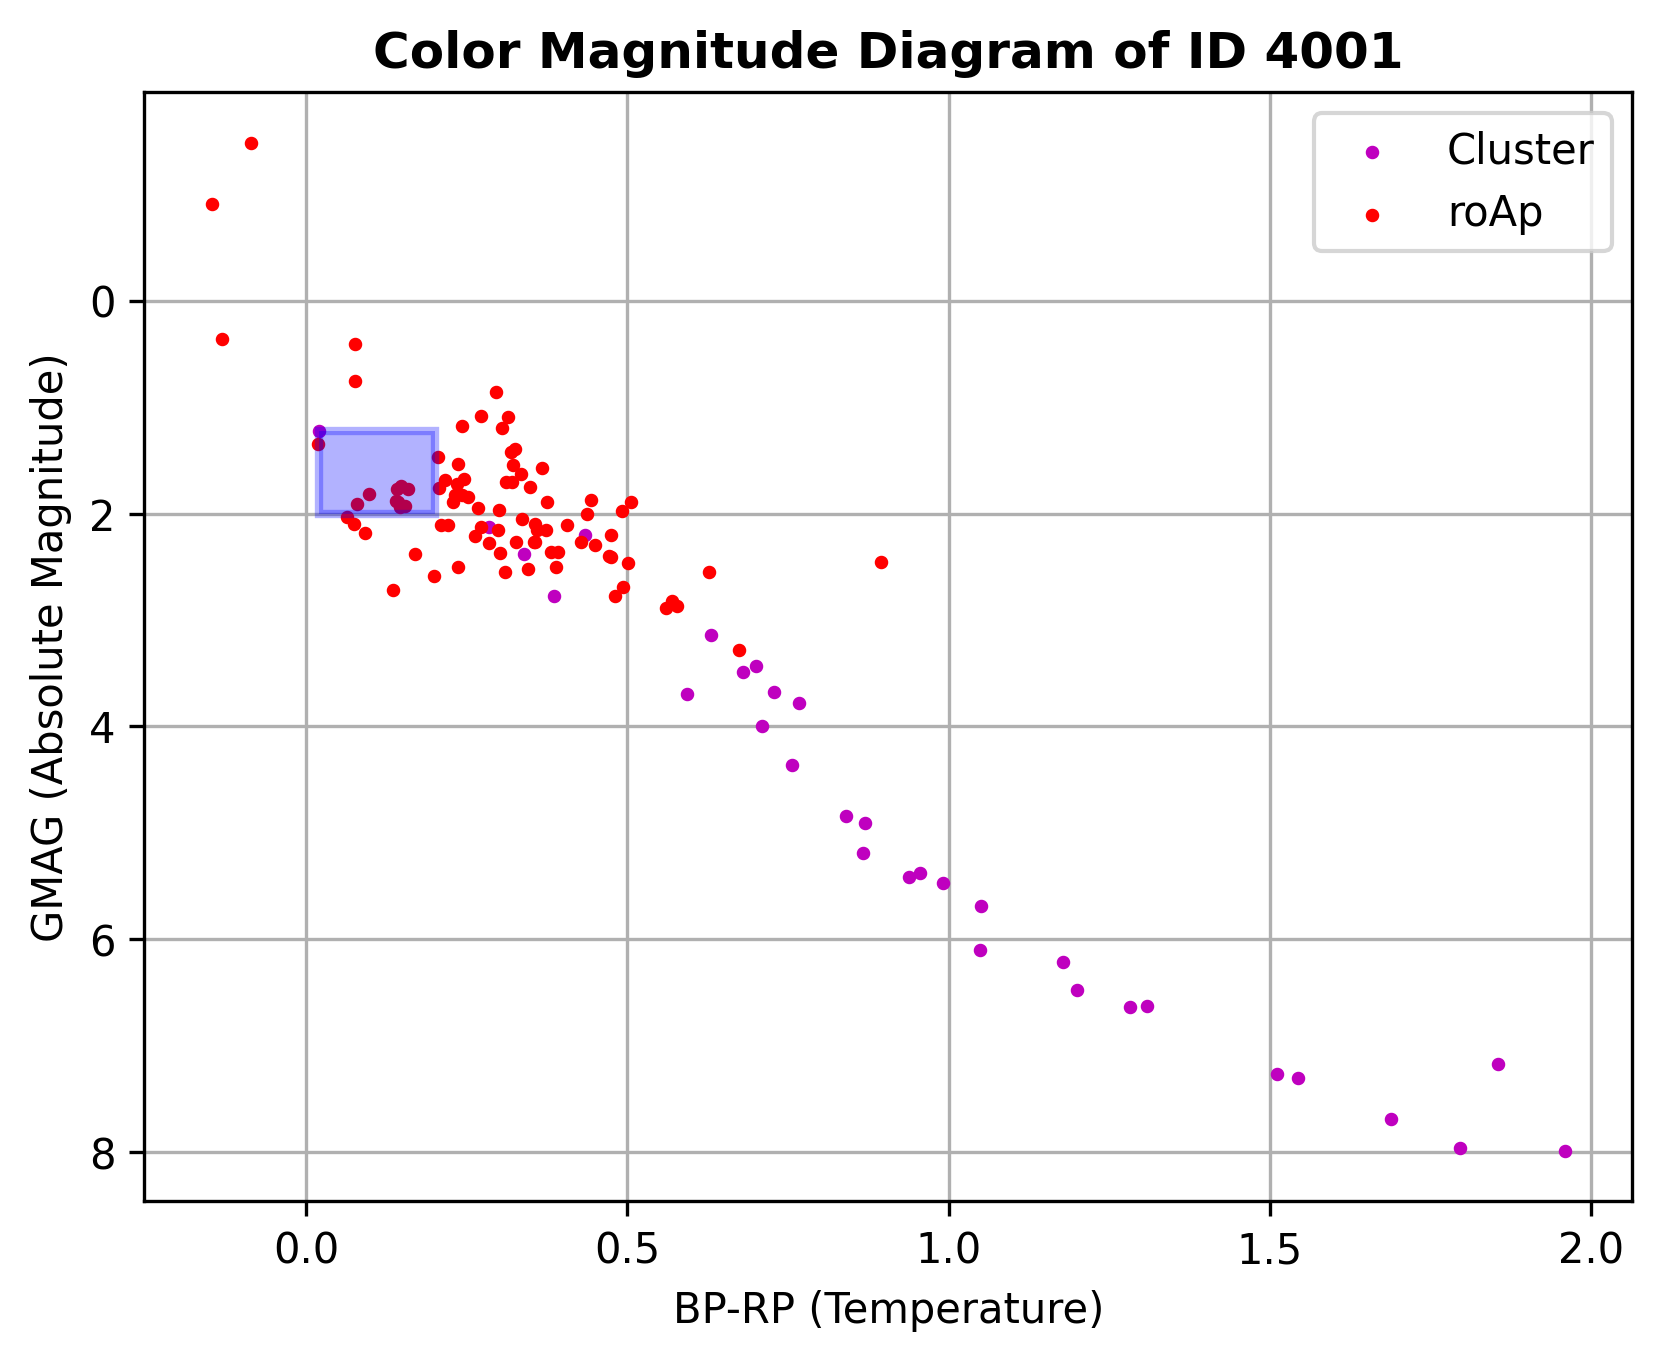 Color Magnitude Diagram of ID 4001
Cluster
roAp
GMAG (Absolute Magnitude)
0
2
4
6
8
0.0 0.5 1.0 1.5 2.0
BP-RP (Temperature)